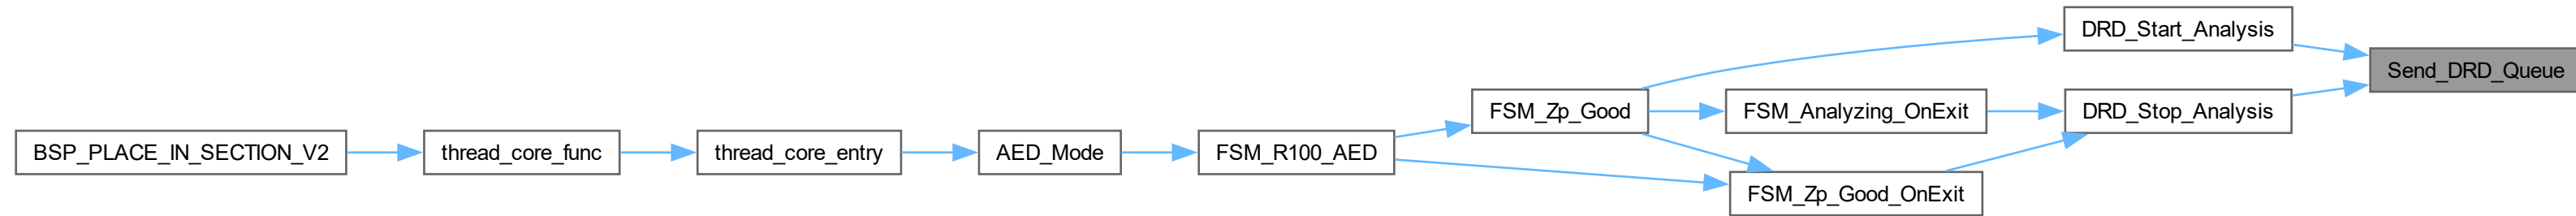 BSP_PLACE_IN_SECTION_V2
thread_core_func
thread_core_entry
AED_Mode
FSM_R100_AED
FSM_Zp_Good
FSM_Analyzing_OnExit
FSM_Zp_Good_OnExit
DRD_Start_Analysis
DRD_Stop_Analysis
Send_DRD_Queue